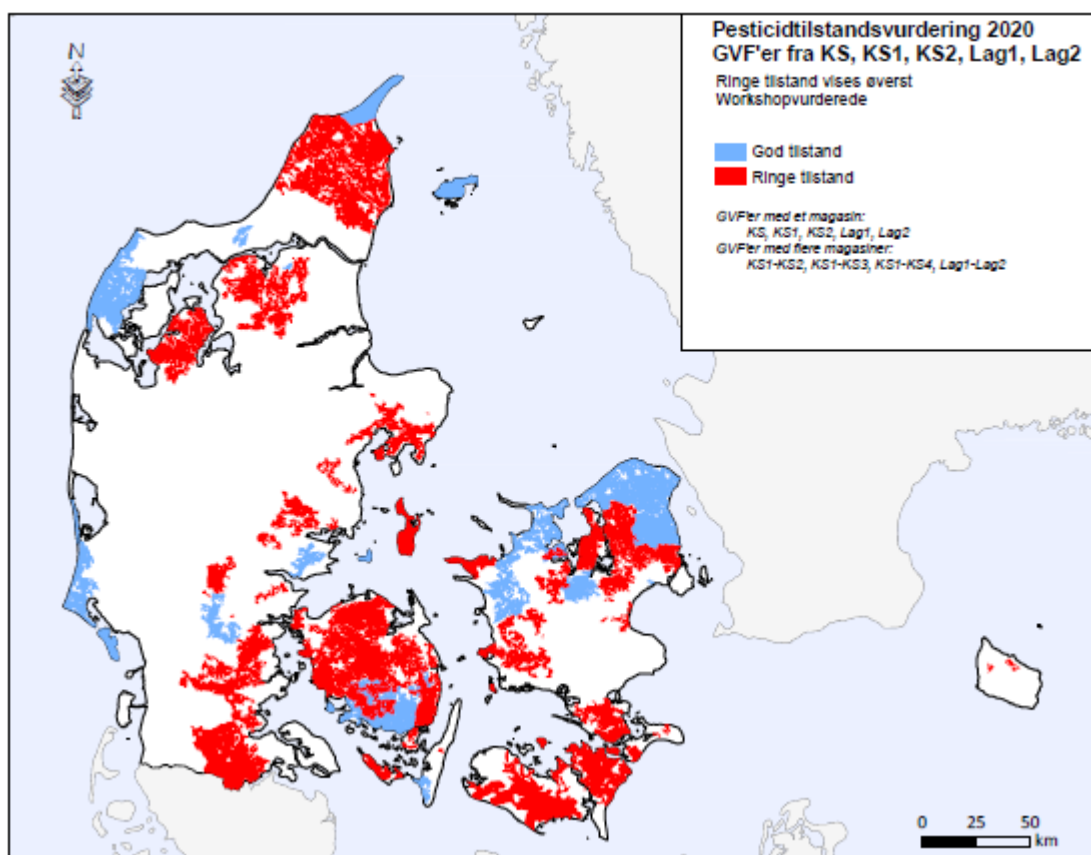 N
Pesticidtilstandsvurdering 2020
GVF'er fra KS, KS1, KS2, Lag1, Lag2
Ringe tilstand vises øverst
Workshopvurderede
God tilstand
Ringe tilstand
GVF'er med et magasin:
KS, KS1, KS2, Lag1, Lag2
GVF'er med flere magasiner:
KS1-KS2, KS1-KS3, KS1-KS4, Lag1-Lag2
0 25 50
km